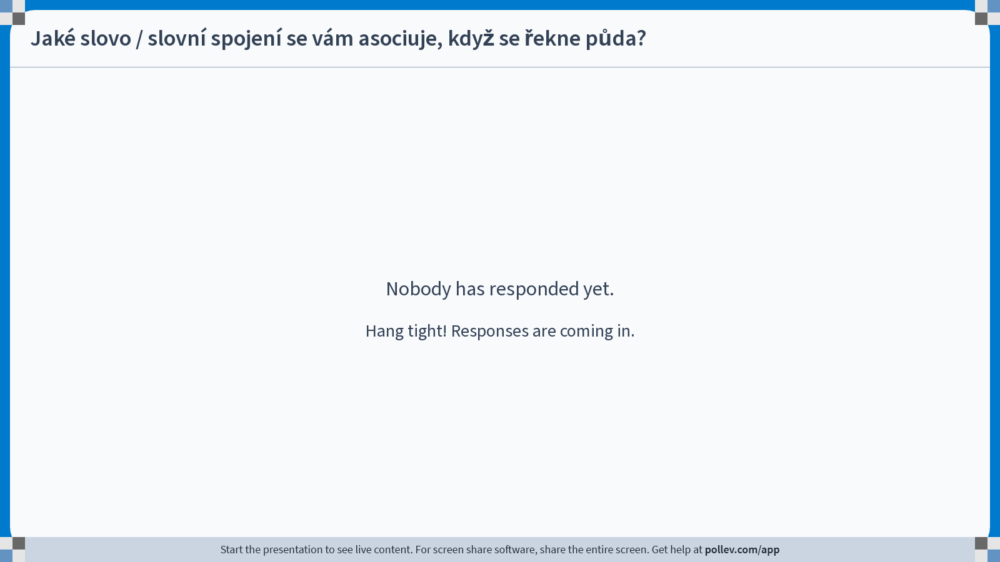 Jaké slovo / slovní spojení se vám asociuje, když se řekne půda?
Nobody has responded yet.
Hang tight! Responses are coming in.
Start the presentation to see live content. For screen share software, share the entire screen. Get help at pollev.com/app